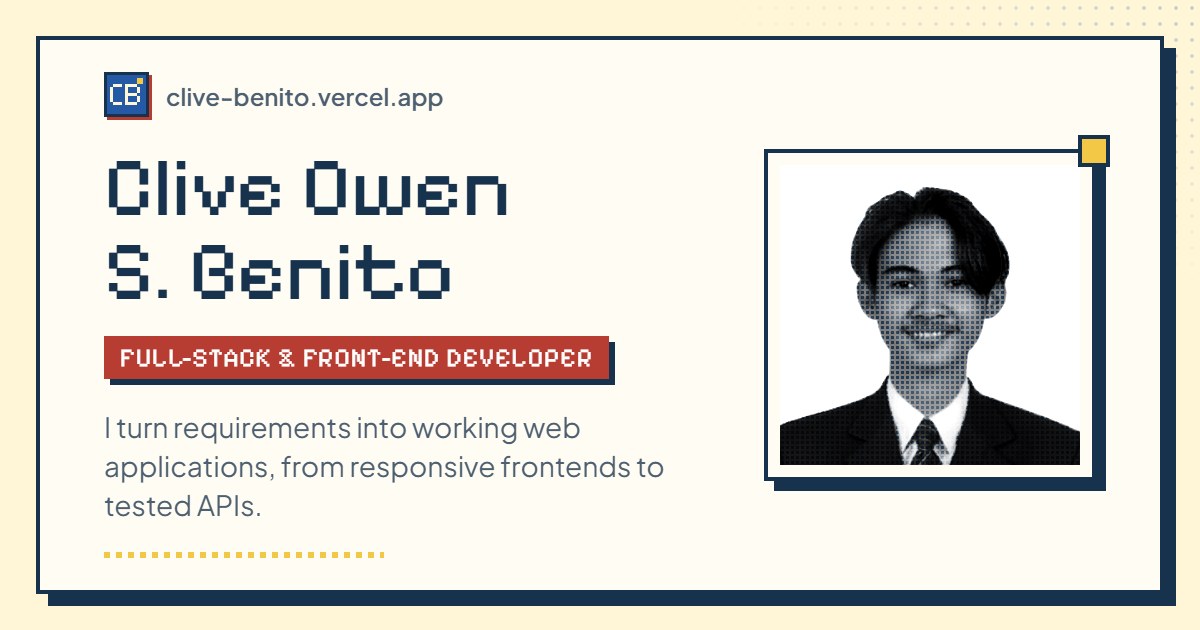 CB
clive-benito.vercel.app
Clive Owen
S. Benito
FULL-STACK & FRONT-END DEVELOPER
I turn requirements into working web
applications, from responsive frontends to
tested APIs.